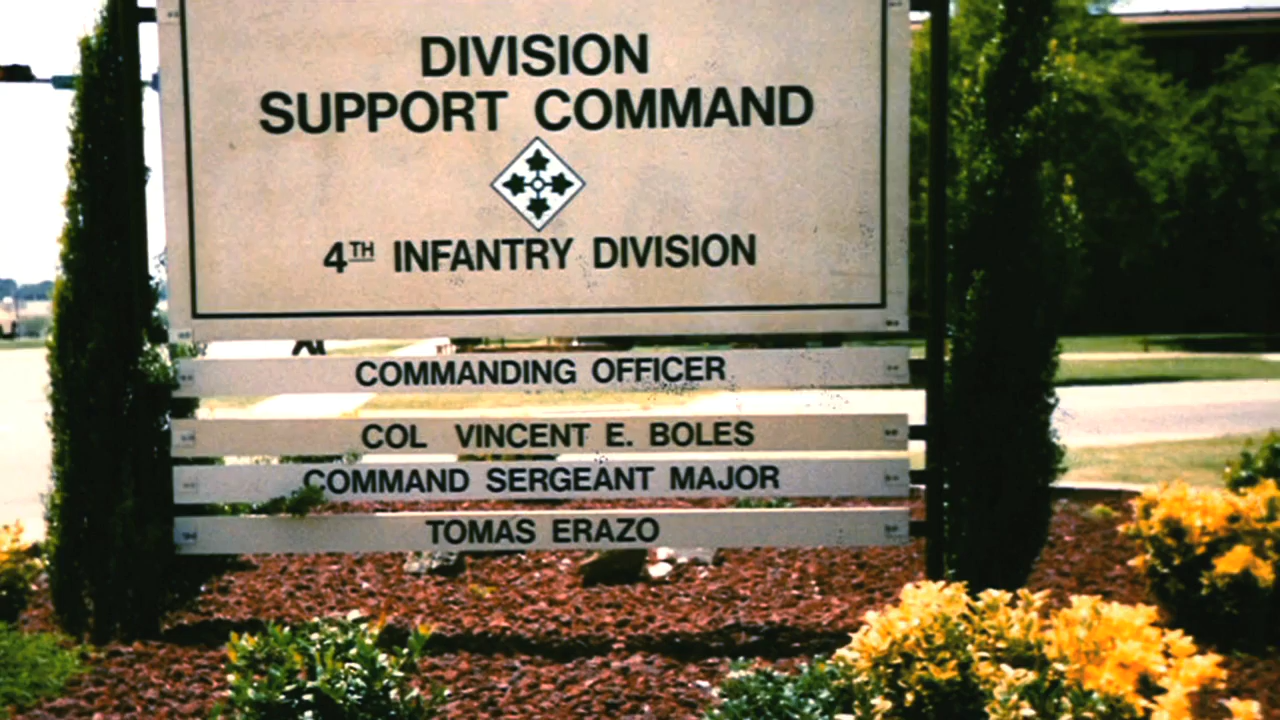 DIVISION
SUPPORT COMMAND
4TH INFANTRY DIVISION
COMMANDING OFFICER
COL VINCENT E. BOLES
COMMAND SERGEANT MAJOR
TOMAS ERAZO